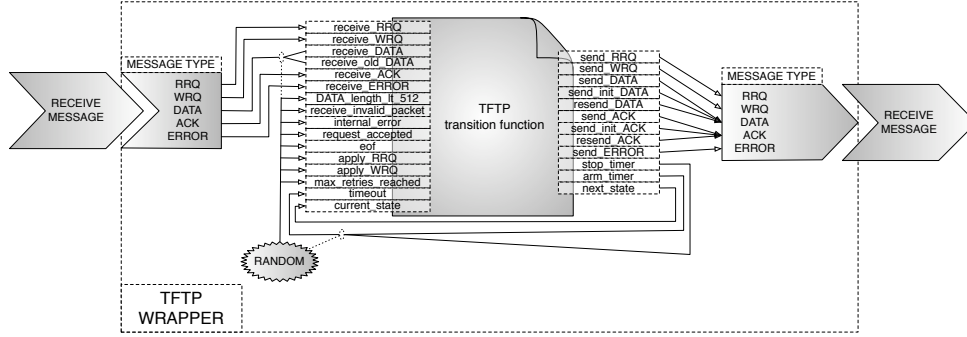 RECEIVE
MESSAGE
MESSAGE TYPE
RRQ
WRQ
DATA
ACK
ERROR
receive_RRQ
receive_WRQ
receive_DATA
receive_old_DATA
receive_ACK
receive_ERROR
DATA_length_lt_512
receive_invalid_packet
internal_error
request_accepted
eof
apply_RRQ
apply_WRQ
max_retries_reached
timeout
current_state
RANDOM
TFTP
transition function
send_RRQ
send_WRQ
send_DATA
send_init_DATA
resend_DATA
send_ACK
send_init_ACK
resend_ACK
send_ERROR
stop_timer
arm_timer
next_state
MESSAGE TYPE
RRQ
WRQ
DATA
ACK
ERROR
RECEIVE
MESSAGE
TFTP
WRAPPER